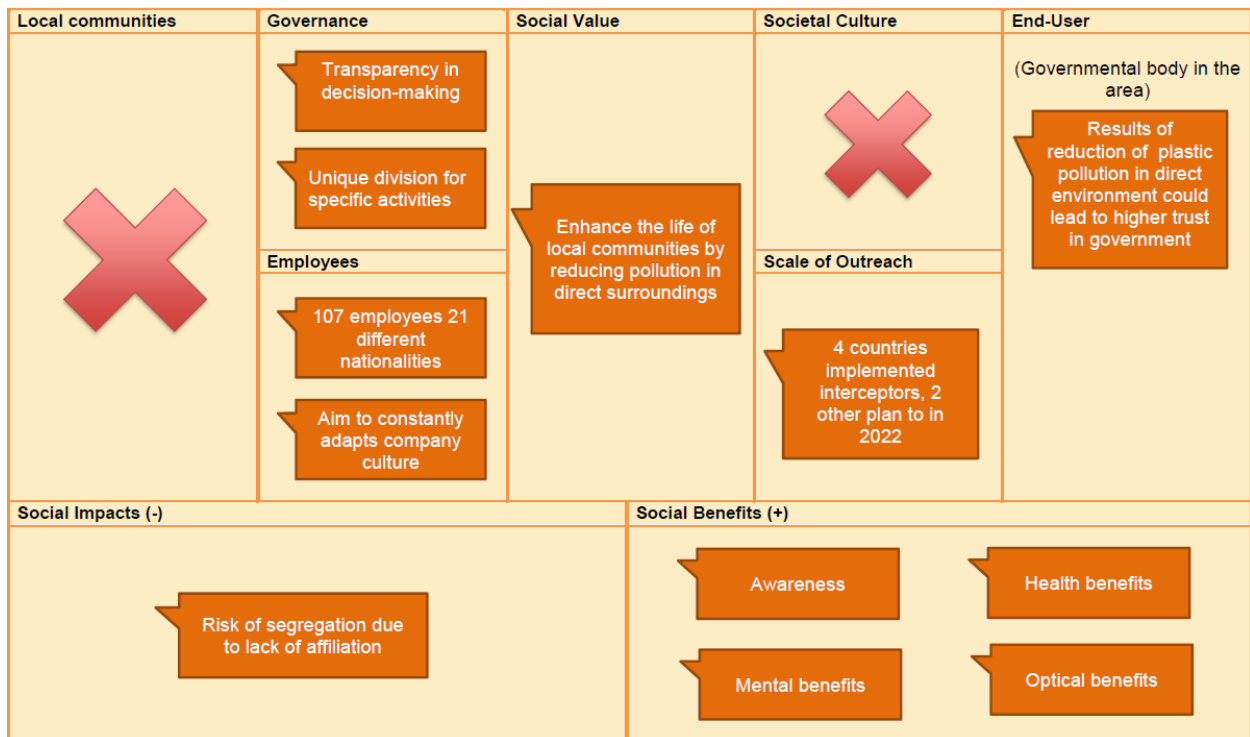 Local communities
Governance
Transparency in
decision-making
Unique division for
specific activities
Employees
107 employees 21
different
nationalities
Aim to constantly
adapts company
culture
Social Value
Enhance the life of
local communities by
reducing pollution in
direct surroundings
Societal Culture
Scale of Outreach
4 countries
implemented
interceptors, 2
other plan to in
2022
End-User
(Governmental body in the
area)
Results of
reduction of plastic
pollution in direct
environment could
lead to higher trust
in government
Social Impacts (-)
Risk of segregation due
to lack of affiliation
Social Benefits (+)
Awareness
Health benefits
Mental benefits
Optical benefits